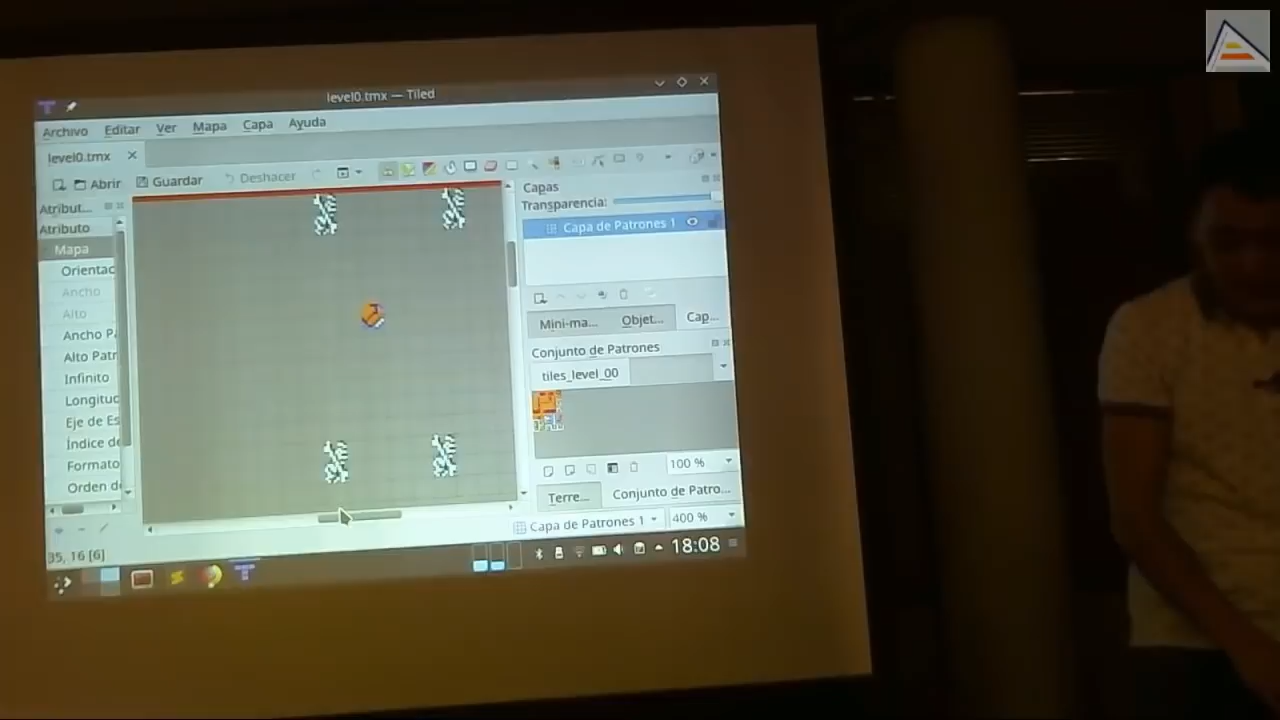 level0.tmx — Tiled
Archivo Editar Ver Mapa Capa Ayuda
level0.tmx
Abrir Guardar Deshacer
Atribut...
Atributo
Mapa
Orientac
Ancho
Alto
Ancho Pa
Alto Patr
Infinito
Longitud
Eje de Es
Índice de
Formato
Orden de
35, 16 [6]
Capas
Transparencia:
Capa de Patrones 1
Mini-ma... Objet... Cap...
Conjunto de Patrones
tiles_level_00
100 %
Terre... Conjunto de Patro...
Capa de Patrones 1 400 %
18:08